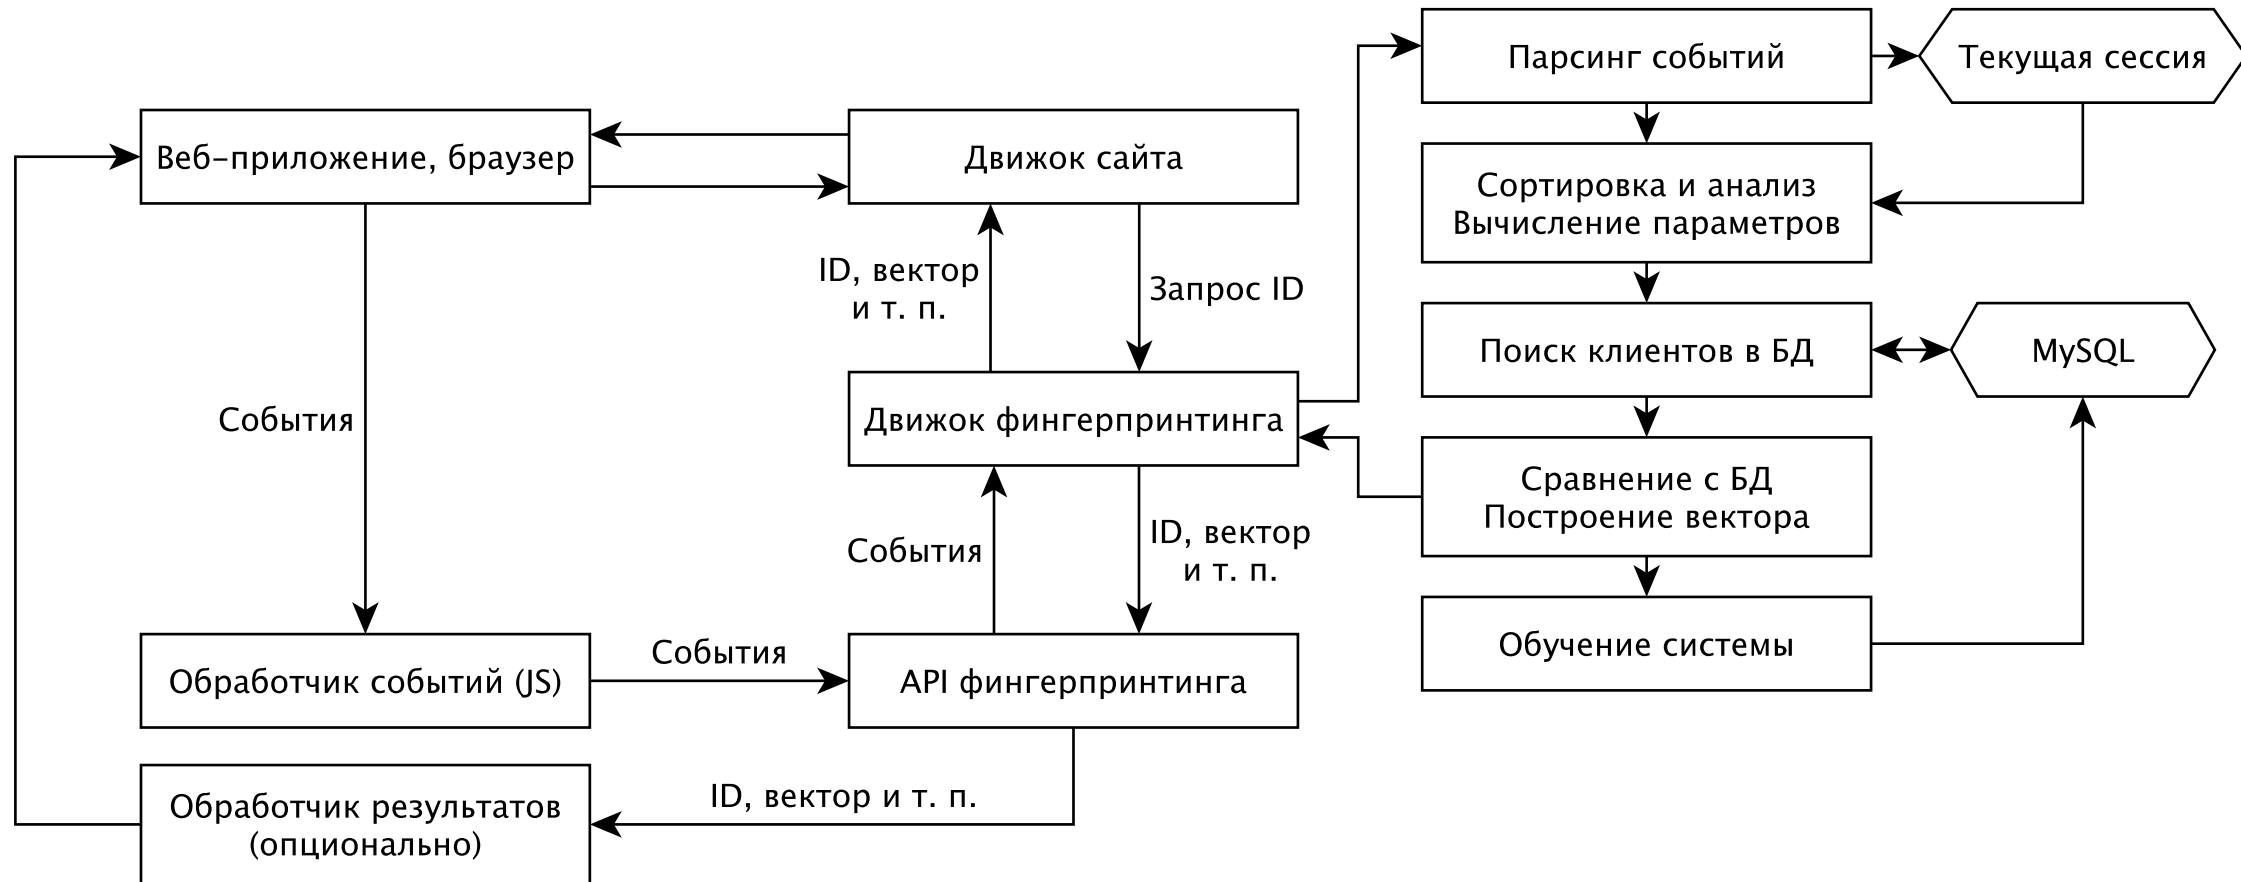 Парсинг событий
Текущая сессия
Веб-приложение, браузер
Движок сайта
Сортировка и анализ
Вычисление параметров
ID, вектор
и т. п.
Запрос ID
Поиск клиентов в БД
MySQL
События
Движок фингерпринтинга
Сравнение с БД
Построение вектора
События
ID, вектор
и т. п.
Обработчик событий (JS)
События
API фингерпринтинга
Обучение системы
Обработчик результатов
(опционально)
ID, вектор и т. п.